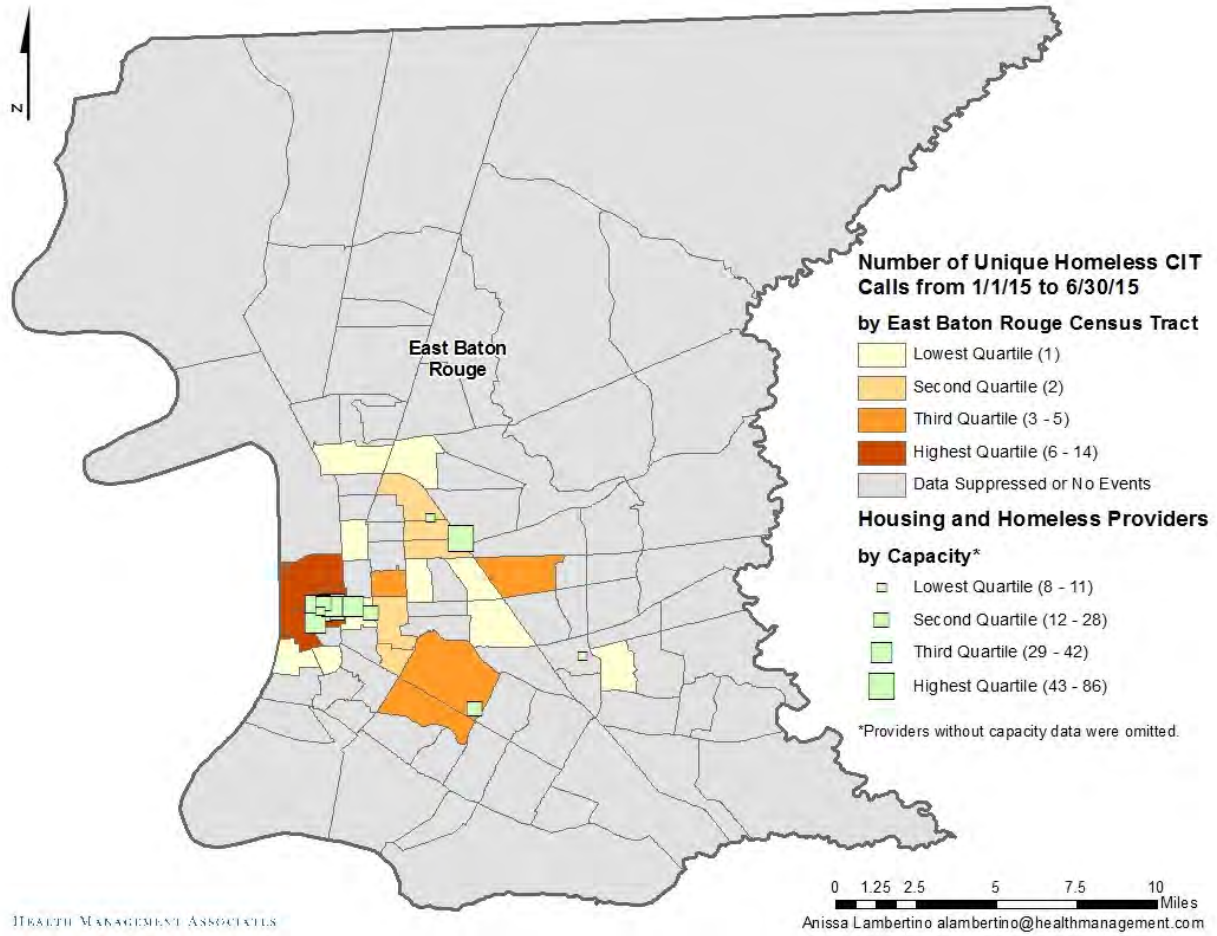 N
Number of Unique Homeless CIT
Calls from 1/1/15 to 6/30/15
by East Baton Rouge Census Tract
Lowest Quartile (1)
Second Quartile (2)
Third Quartile (3 - 5)
Highest Quartile (6 - 14)
Data Suppressed or No Events
East Baton
Rouge
Housing and Homeless Providers
by Capacity*
Lowest Quartile (8 - 11)
Second Quartile (12 - 28)
Third Quartile (29 - 42)
Highest Quartile (43 - 86)
*Providers without capacity data were omitted.
0 1.25 2.5 5 7.5 10
Miles
HEALTH MANAGEMENT ASSOCIATES
Anissa Lambertino alambertino@healthmanagement.com